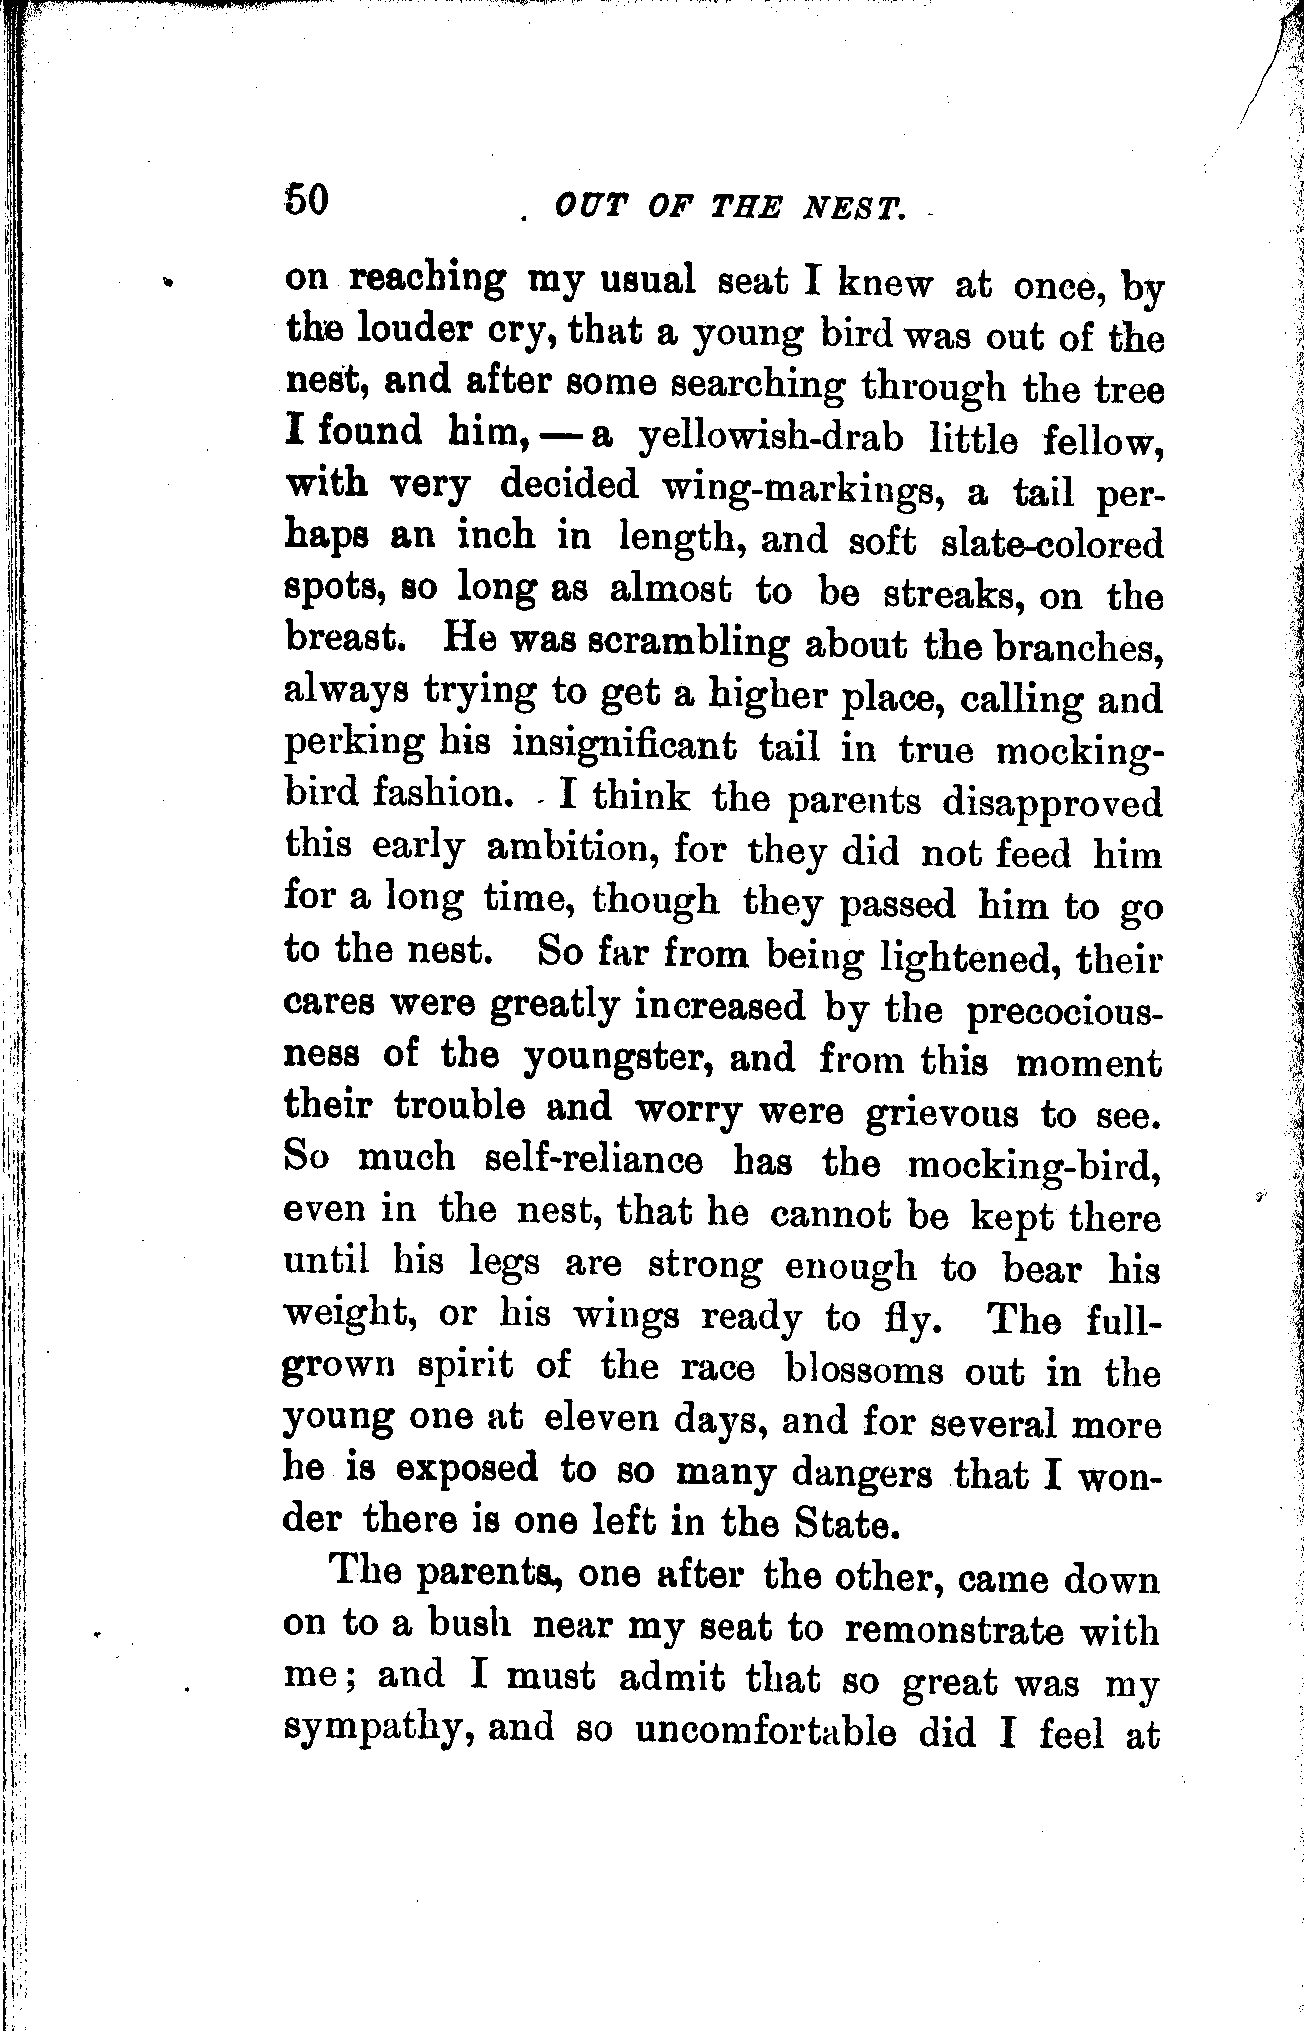 50 OUT OF THE NEST.
on reaching my usual seat I knew at once, by
the louder cry, that a young bird was out of the
nest, and after some searching through the tree
I found him, — a yellowish-drab little fellow,
with very decided wing-markings, a tail per-
haps an inch in length, and soft slate-colored
spots, so long as almost to be streaks, on the
breast. He was scrambling about the branches,
always trying to get a higher place, calling and
perking his insignificant tail in true mocking-
bird fashion. I think the parents disapproved
this early ambition, for they did not feed him
for a long time, though they passed him to go
to the nest. So far from being lightened, their
cares were greatly increased by the precocious-
ness of the youngster, and from this moment
their trouble and worry were grievous to see.
So much self-reliance has the mocking-bird,
even in the nest, that he cannot be kept there
until his legs are strong enough to bear his
weight, or his wings ready to fly. The full-
grown spirit of the race blossoms out in the
young one at eleven days, and for several more
he is exposed to so many dangers that I won-
der there is one left in the State.
The parents, one after the other, came down
on to a bush near my seat to remonstrate with
me; and I must admit that so great was my
sympathy, and so uncomfortable did I feel at